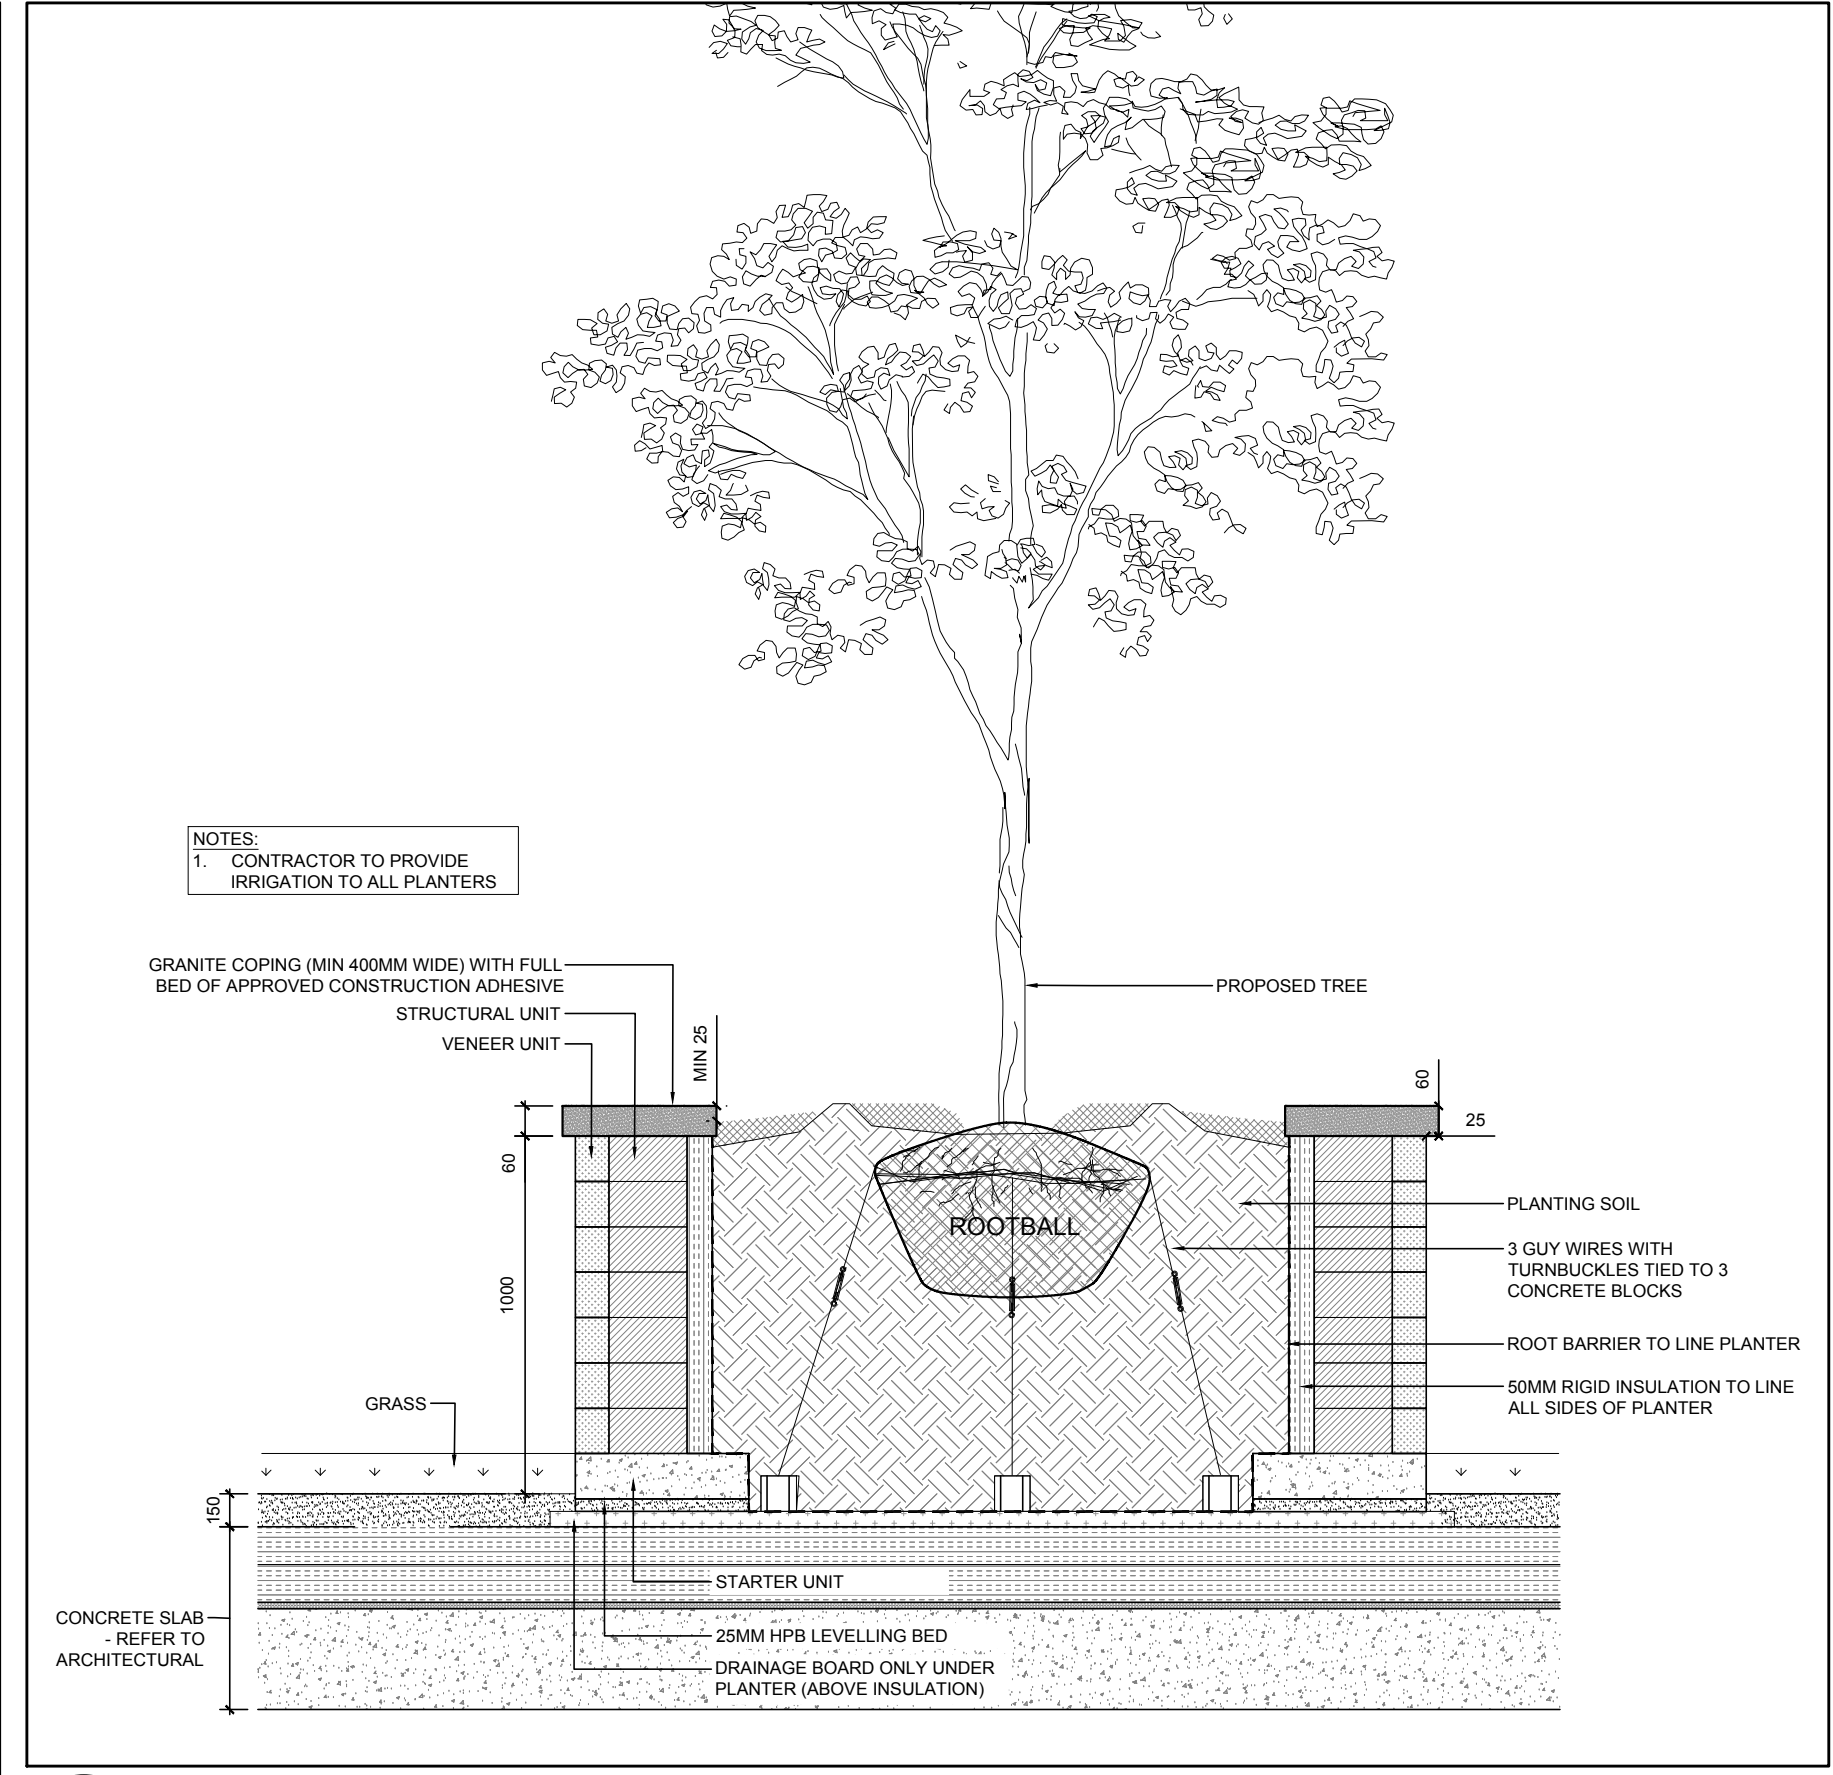 NOTES:
1. CONTRACTOR TO PROVIDE
IRRIGATION TO ALL PLANTERS
GRANITE COPING (MIN 400MM WIDE) WITH FULL
BED OF APPROVED CONSTRUCTION ADHESIVE
STRUCTURAL UNIT
VENEER UNIT
MIN 25
PROPOSED TREE
60
25
60
1000
ROOTBALL
PLANTING SOIL
3 GUY WIRES WITH
TURNBUCKLES TIED TO 3
CONCRETE BLOCKS
ROOT BARRIER TO LINE PLANTER
50MM RIGID INSULATION TO LINE
ALL SIDES OF PLANTER
GRASS
150
STARTER UNIT
25MM HPB LEVELLING BED
DRAINAGE BOARD ONLY UNDER
PLANTER (ABOVE INSULATION)
CONCRETE SLAB
- REFER TO
ARCHITECTURAL